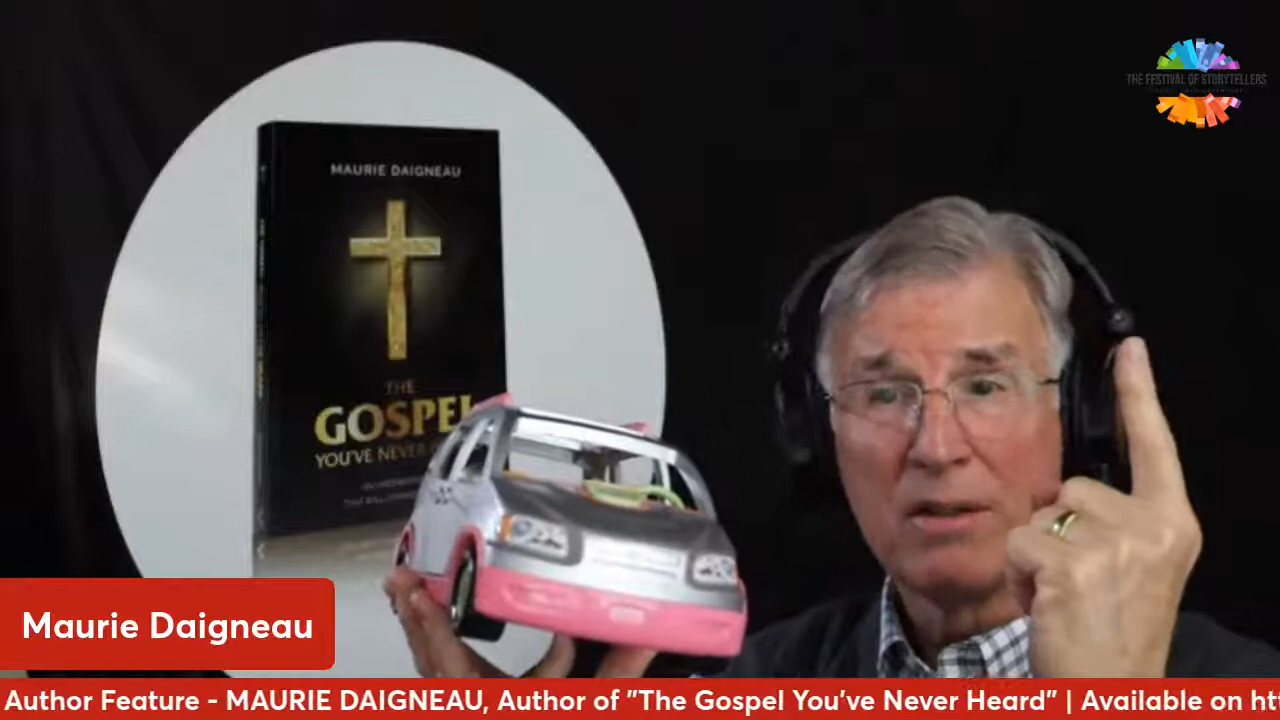 THE FESTIVAL OF STORYTELLERS
MAURIE DAIGNEAU
THE
GOSPEL
YOU'VE NEVER
Maurie Daigneau
Author Feature - MAURIE DAIGNEAU, Author of "The Gospel You've Never Heard" | Available on htt